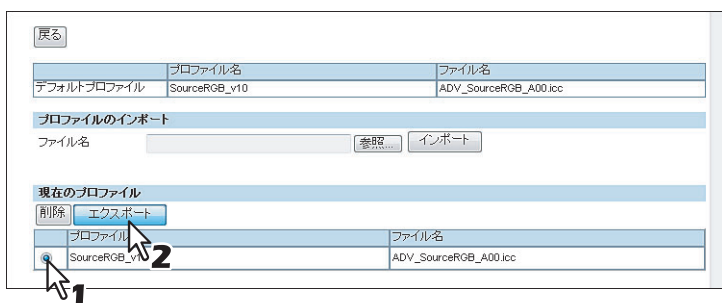 戻る
プロファイル名 ファイル名
デフォルトプロファイル SourceRGB_v10 ADV_SourceRGB_A00.icc
プロファイルのインポート
ファイル名 参照... インポート
現在のプロファイル
削除 エクスポート
プロファイル ファイル名
SourceRGB_v10 ADV_SourceRGB_A00.icc
2
1